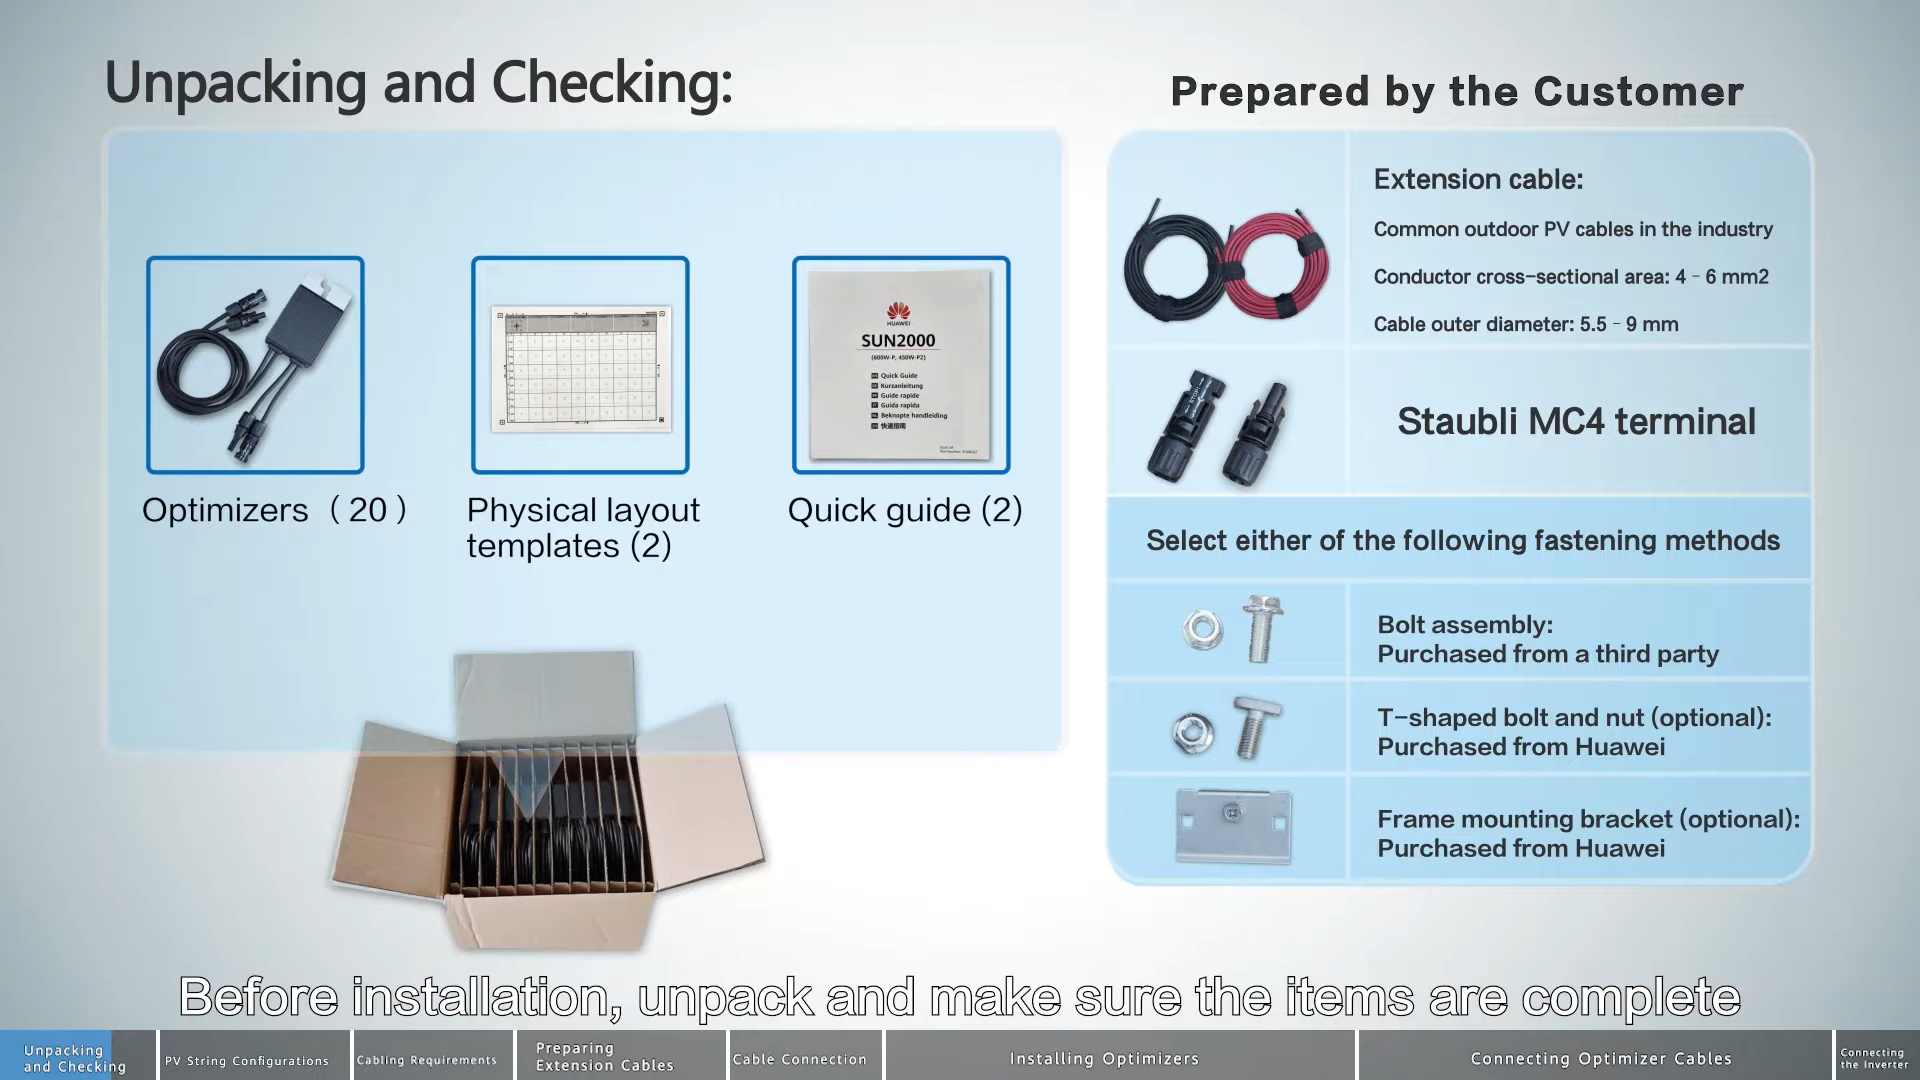 Unpacking and Checking:
Optimizers （20）
Physical layout
templates (2)
Quick guide (2)
HUAWEI
SUN2000
(600W-P, 450W-P2)
Quick Guide
Kurzanleitung
Guide rapide
Guida rapida
Beknopte handleiding
快速指南
Prepared by the Customer
Extension cable:
Common outdoor PV cables in the industry
Conductor cross-sectional area: 4 - 6 mm2
Cable outer diameter: 5.5 - 9 mm
STOP!
Staubli MC4 terminal
Select either of the following fastening methods
Bolt assembly:
Purchased from a third party
T-shaped bolt and nut (optional):
Purchased from Huawei
Frame mounting bracket (optional):
Purchased from Huawei
Before installation, unpack and make sure the items are complete
Unpacking
and Checking
PV String Configurations
Cabling Requirements
Preparing
Extension Cables
Cable Connection
Installing Optimizers
Connecting Optimizer Cables
Connecting
the Inverter